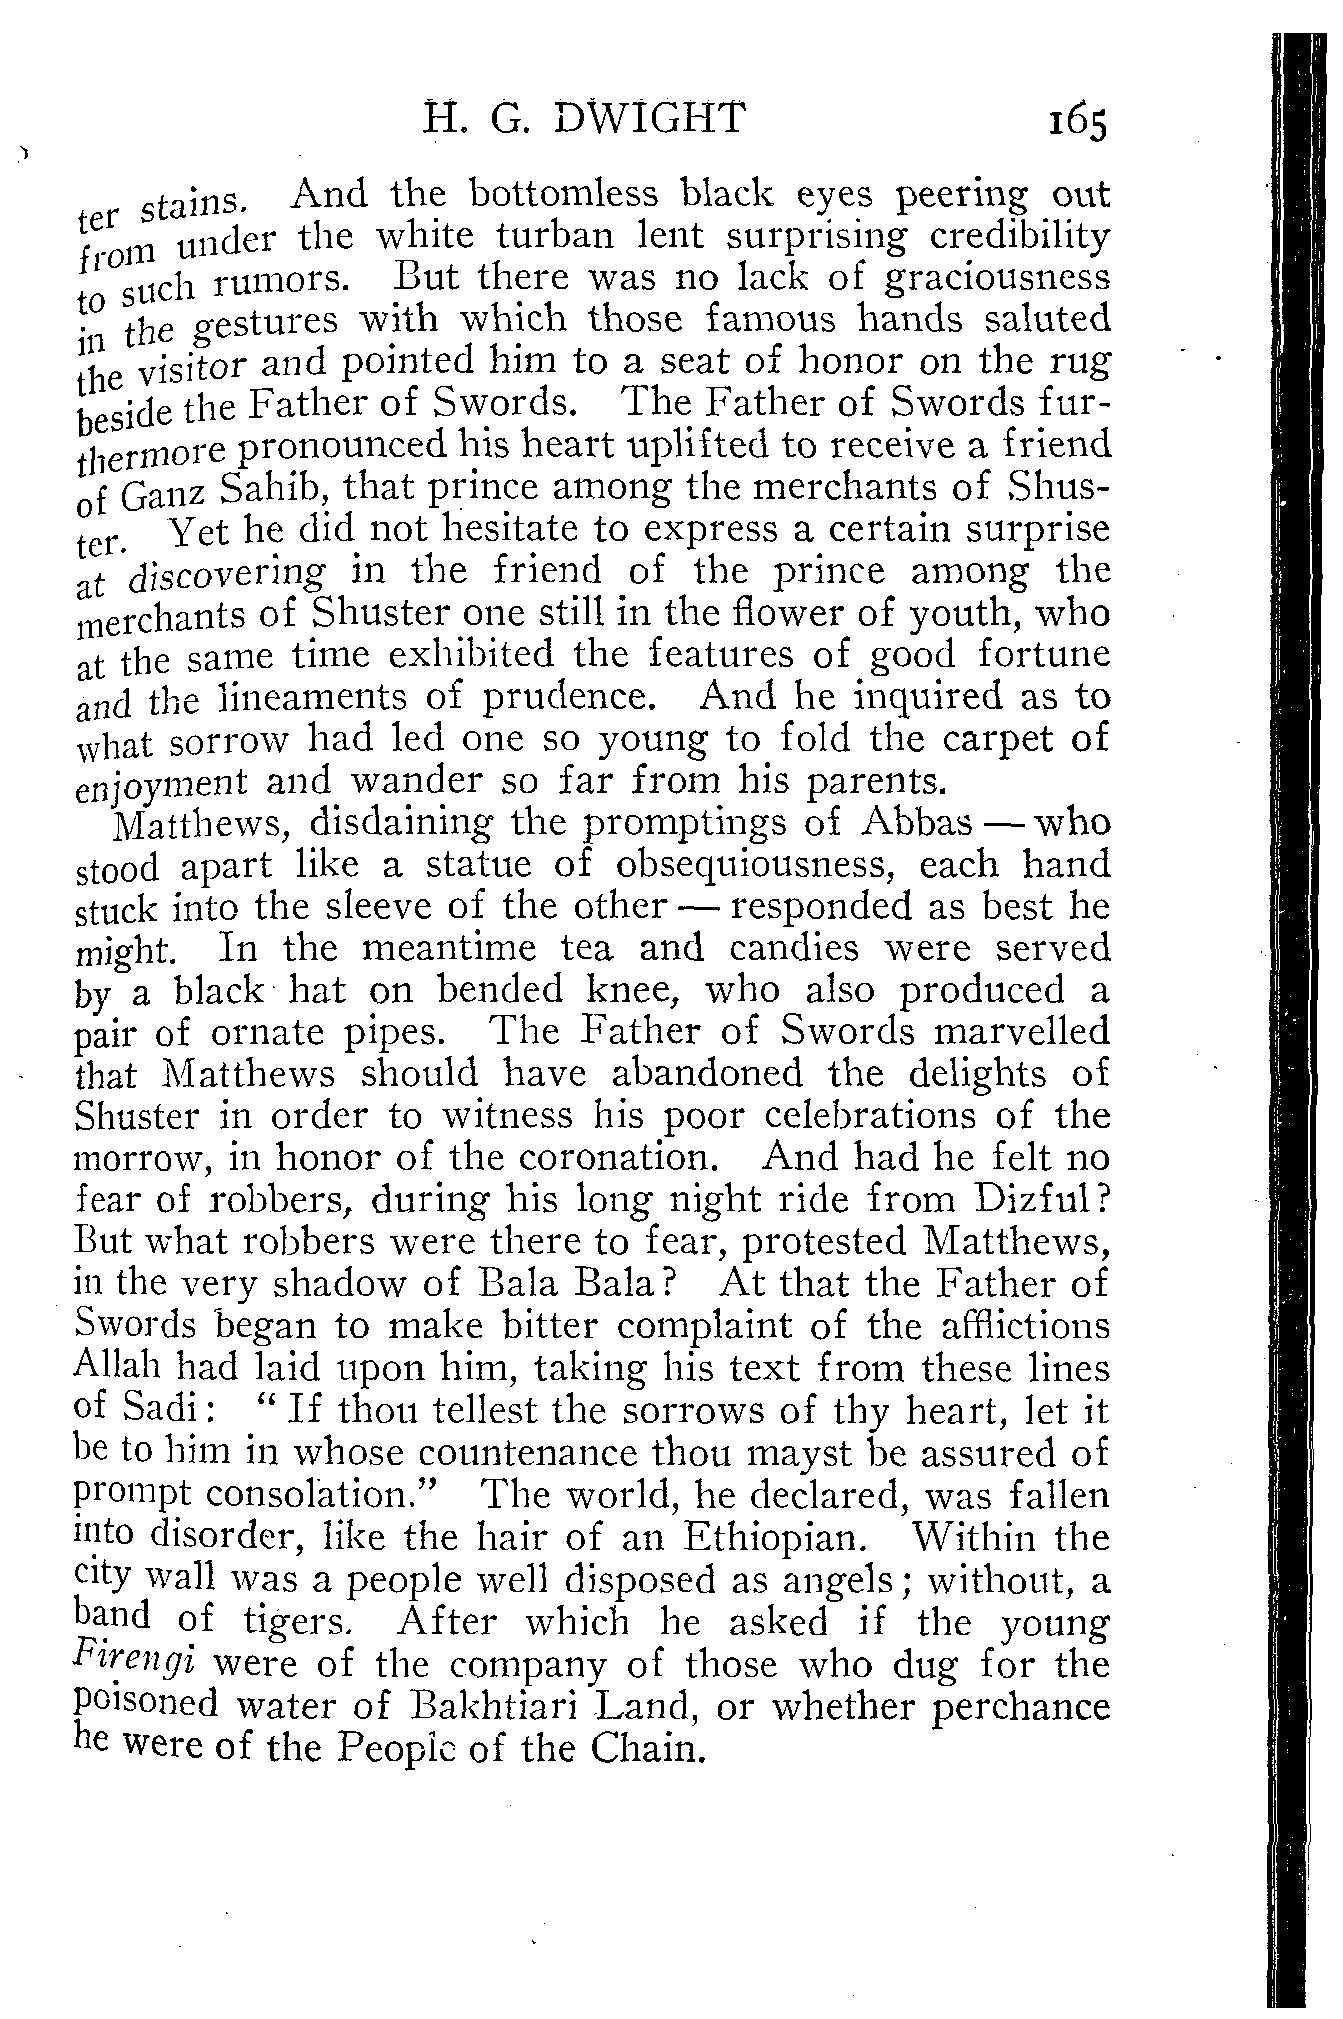 H. G. DWIGHT 165
ter stains. And the bottomless black eyes peering out
from under the white turban lent surprising credibility
to such rumors. But there was no lack of graciousness
in the gestures with which those famous hands saluted
the visitor and pointed him to a seat of honor on the rug
beside the Father of Swords. The Father of Swords fur-
thermore pronounced his heart uplifted to receive a friend
of Ganz Sahib, that prince among the merchants of Shus-
ter. Yet he did not hesitate to express a certain surprise
at discovering in the friend of the prince among the
merchants of Shuster one still in the flower of youth, who
at the same time exhibited the features of good fortune
and the lineaments of prudence. And he inquired as to
what sorrow had led one so young to fold the carpet of
enjoyment and wander so far from his parents.
Matthews, disdaining the promptings of Abbas — who
stood apart like a statue of obsequiousness, each hand
stuck into the sleeve of the other — responded as best he
might. In the meantime tea and candies were served
by a black hat on bended knee, who also produced a
pair of ornate pipes. The Father of Swords marvelled
that Matthews should have abandoned the delights of
Shuster in order to witness his poor celebrations of the
morrow, in honor of the coronation. And had he felt no
fear of robbers, during his long night ride from Dizful?
But what robbers were there to fear, protested Matthews,
in the very shadow of Bala Bala? At that the Father of
Swords began to make bitter complaint of the afflictions
Allah had laid upon him, taking his text from these lines
of Sadi: "If thou tellest the sorrows of thy heart, let it
be to him in whose countenance thou mayst be assured of
prompt consolation." The world, he declared, was fallen
into disorder, like the hair of an Ethiopian. Within the
city wall was a people well disposed as angels; without, a
band of tigers. After which he asked if the young
Firengi were of the company of those who dug for the
poisoned water of Bakhtiari Land, or whether perchance
he were of the People of the Chain.